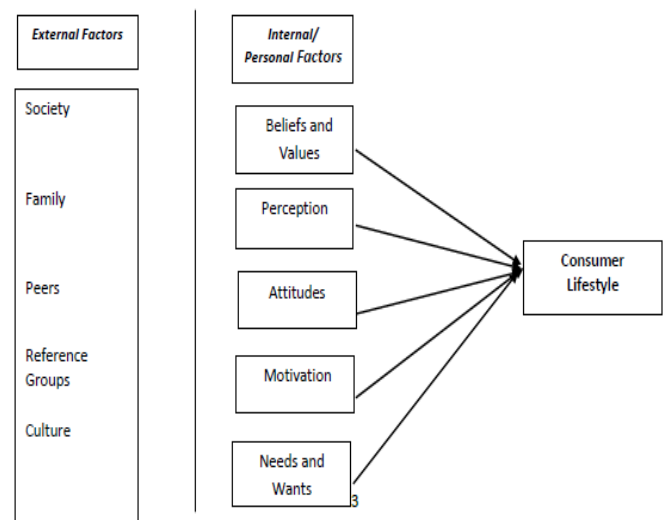 External Factors
Society
Family
Peers
Reference
Groups
Culture
Internal/
Personal Factors
Beliefs and
Values
Perception
Attitudes
Motivation
Needs and
Wants
3
Consumer
Lifestyle